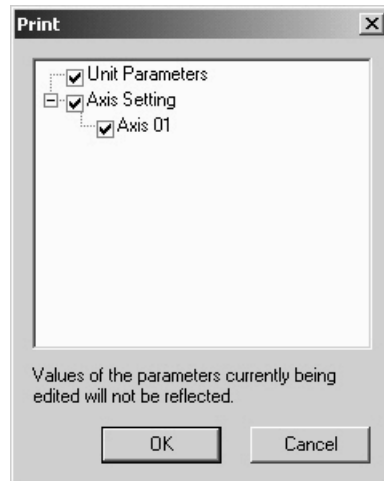 Print
Unit Parameters
Axis Setting
Axis 01
Values of the parameters currently being
edited will not be reflected.
OK
Cancel